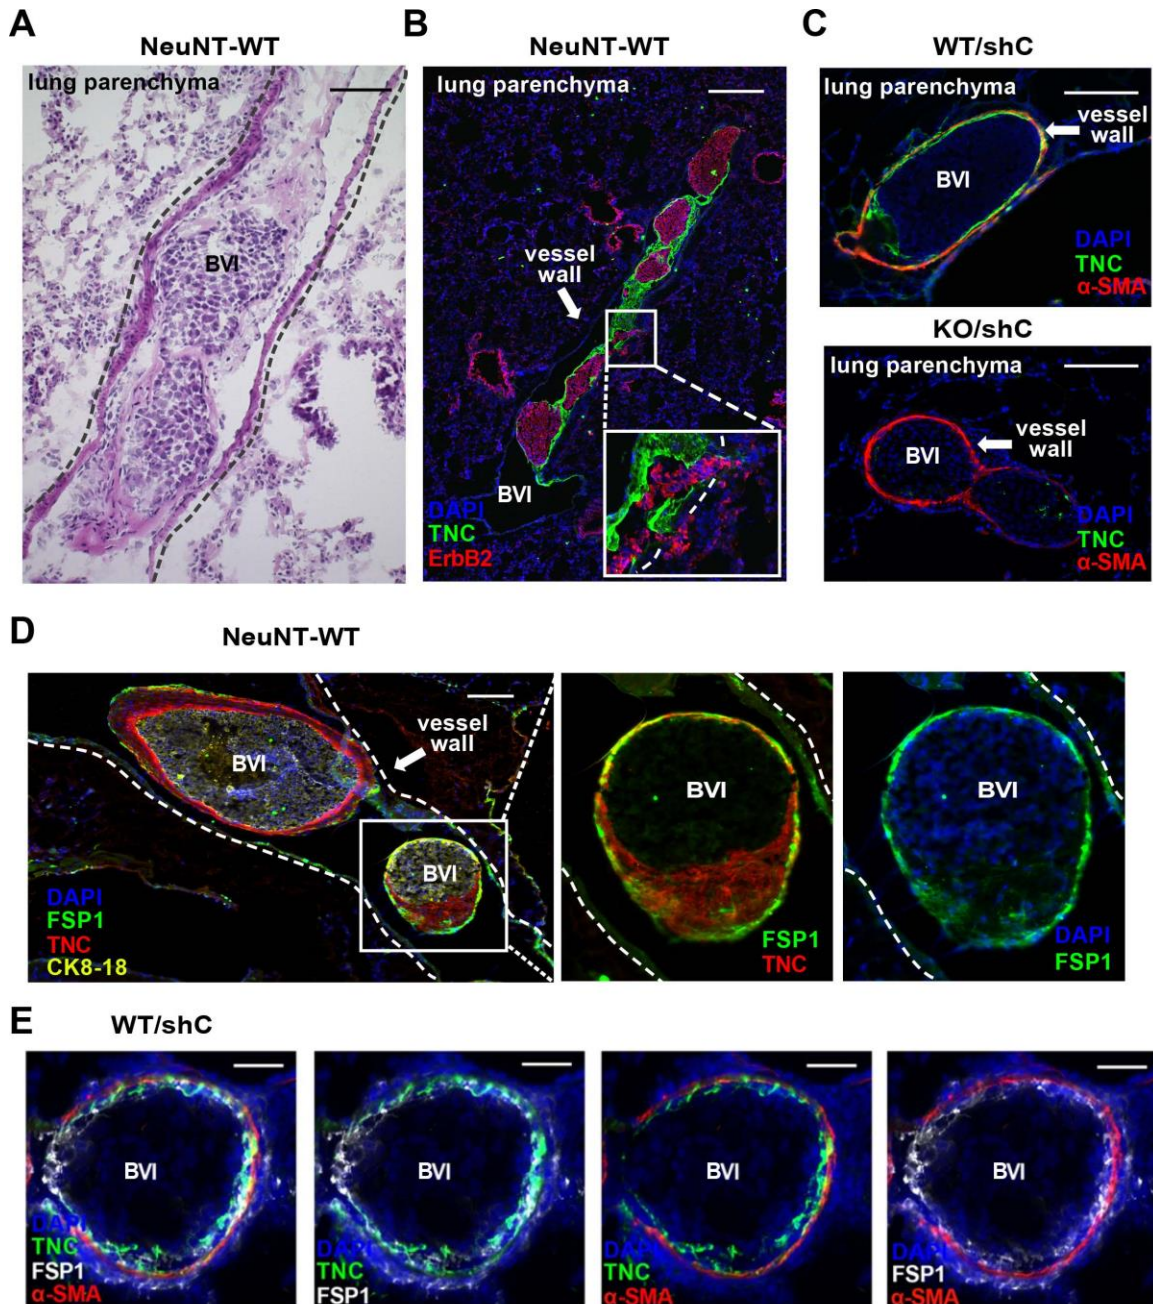 A
NeuNT-WT
lung parenchyma
BVI
B
NeuNT-WT
lung parenchyma
vessel
wall
BVI
DAPI
TNC
ErbB2
C
WT/shC
lung parenchyma
vessel
wall
BVI
DAPI
TNC
α-SMA
KO/shC
lung parenchyma
BVI
vessel
wall
DAPI
TNC
α-SMA
D
NeuNT-WT
vessel
wall
BVI
BVI
DAPI
FSP1
TNC
CK8-18
BVI
FSP1
TNC
BVI
DAPI
FSP1
E
WT/shC
BVI
DAPI
TNC
FSP1
α-SMA
BVI
DAPI
TNC
FSP1
BVI
DAPI
TNC
α-SMA
BVI
DAPI
FSP1
α-SMA